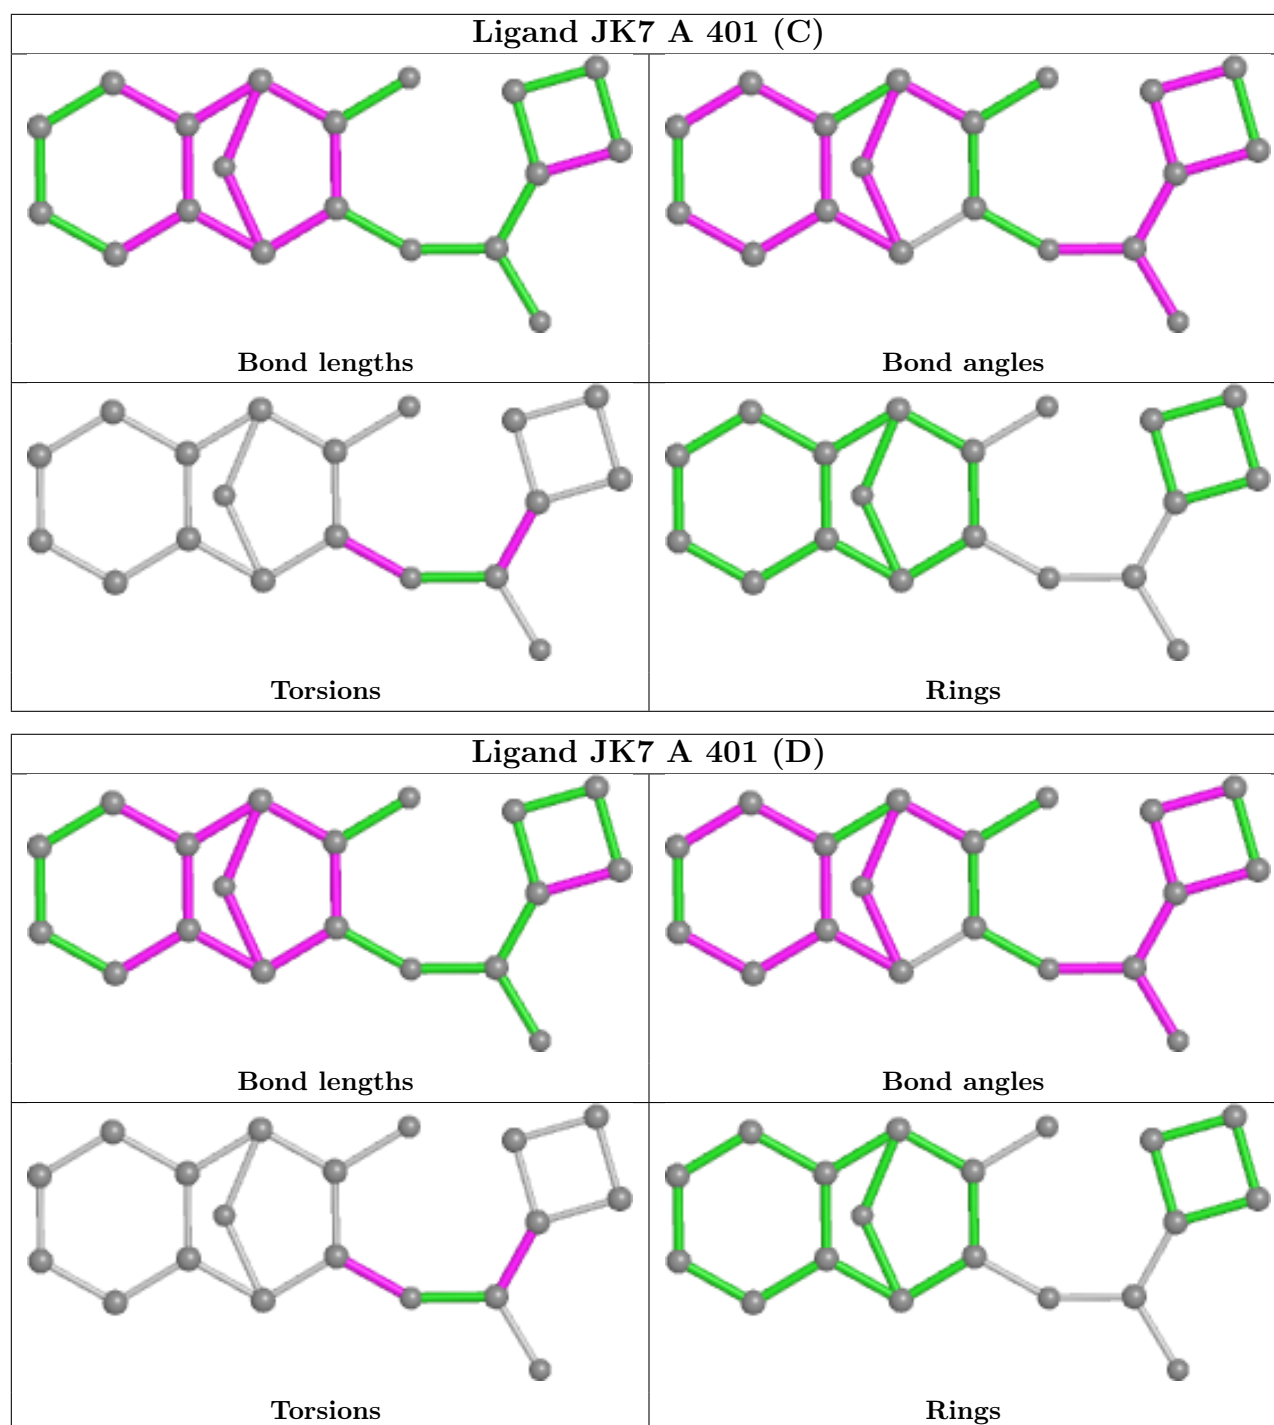 Ligand JK7 A 401 (C)
Bond lengths
Bond angles
Torsions
Rings
Ligand JK7 A 401 (D)
Bond lengths
Bond angles
Torsions
Rings